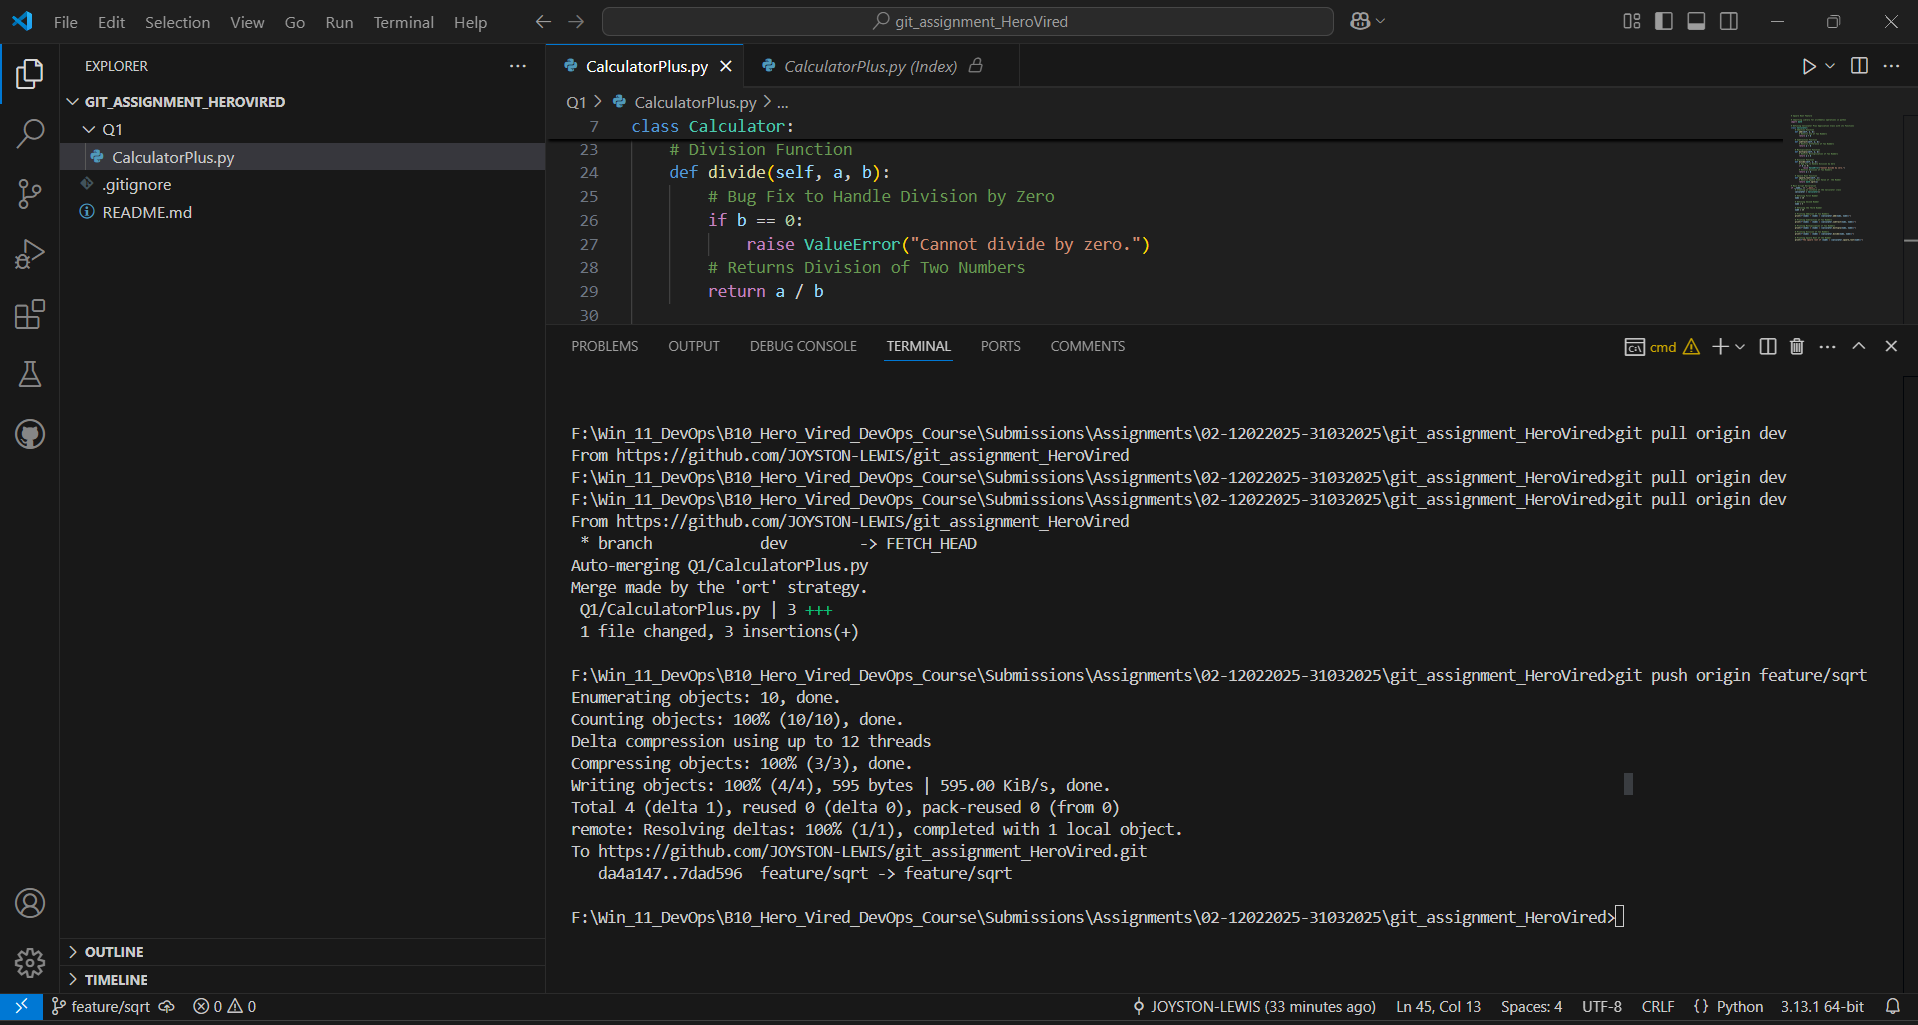 File Edit Selection View Go Run Terminal Help
git_assignment_HeroVired
EXPLORER
GIT_ASSIGNMENT_HEROVIRED
Q1
CalculatorPlus.py
.gitignore
README.md
OUTLINE
TIMELINE
CalculatorPlus.py
CalculatorPlus.py (Index)
Q1 > CalculatorPlus.py > ...
7 class Calculator:
23 # Division Function
24 def divide(self, a, b):
25 # Bug Fix to Handle Division by Zero
26 if b == 0:
27 raise ValueError("Cannot divide by zero.")
28 # Returns Division of Two Numbers
29 return a / b
30
PROBLEMS OUTPUT DEBUG CONSOLE TERMINAL PORTS COMMENTS
cmd
F:\Win_11_DevOps\B10_Hero_Vired_DevOps_Course\Submissions\Assignments\02-12022025-31032025\git_assignment_HeroVired>git pull origin dev
From https://github.com/JOYSTON-LEWIS/git_assignment_HeroVired
F:\Win_11_DevOps\B10_Hero_Vired_DevOps_Course\Submissions\Assignments\02-12022025-31032025\git_assignment_HeroVired>git pull origin dev
F:\Win_11_DevOps\B10_Hero_Vired_DevOps_Course\Submissions\Assignments\02-12022025-31032025\git_assignment_HeroVired>git pull origin dev
From https://github.com/JOYSTON-LEWIS/git_assignment_HeroVired
* branch dev -> FETCH_HEAD
Auto-merging Q1/CalculatorPlus.py
Merge made by the 'ort' strategy.
Q1/CalculatorPlus.py | 3 +++
1 file changed, 3 insertions(+)
F:\Win_11_DevOps\B10_Hero_Vired_DevOps_Course\Submissions\Assignments\02-12022025-31032025\git_assignment_HeroVired>git push origin feature/sqrt
Enumerating objects: 10, done.
Counting objects: 100% (10/10), done.
Delta compression using up to 12 threads
Compressing objects: 100% (3/3), done.
Writing objects: 100% (4/4), 595 bytes | 595.00 KiB/s, done.
Total 4 (delta 1), reused 0 (delta 0), pack-reused 0 (from 0)
remote: Resolving deltas: 100% (1/1), completed with 1 local object.
To https://github.com/JOYSTON-LEWIS/git_assignment_HeroVired.git
da4a147..7dad596 feature/sqrt -> feature/sqrt
F:\Win_11_DevOps\B10_Hero_Vired_DevOps_Course\Submissions\Assignments\02-12022025-31032025\git_assignment_HeroVired>
feature/sqrt 0 0 JOYSTON-LEWIS (33 minutes ago) Ln 45, Col 13 Spaces: 4 UTF-8 CRLF {} Python 3.13.1 64-bit